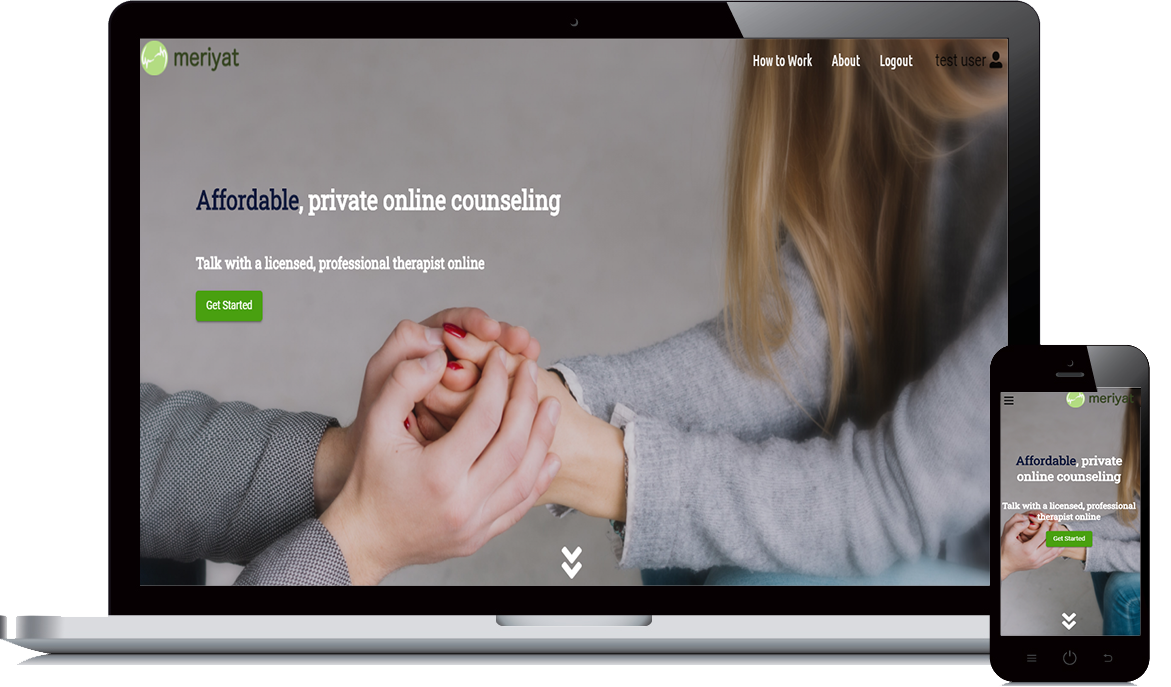 meriyat
How to Work About Logout test user
Affordable, private online counseling
Talk with a licensed, professional therapist online
Get Started
meriyat
Affordable, private
online counseling
Talk with a licensed, professional
therapist online
Get Started